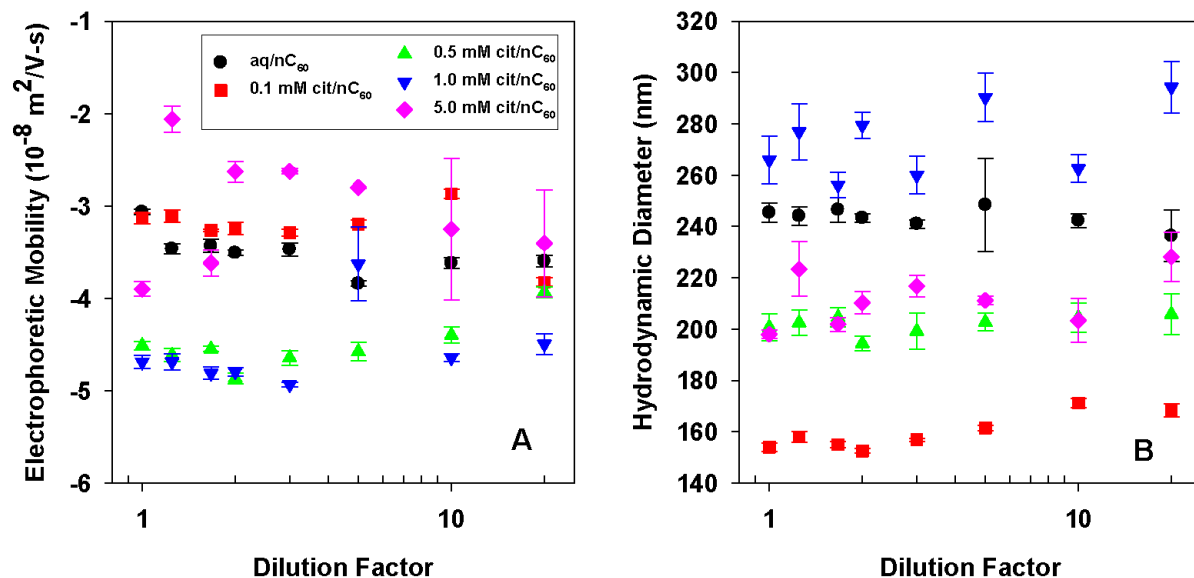 Electrophoretic Mobility (10⁻⁸ m²/V-s)
-1
-2
-3
-4
-5
-6
aq/nC₆₀
0.1 mM cit/nC₆₀
0.5 mM cit/nC₆₀
1.0 mM cit/nC₆₀
5.0 mM cit/nC₆₀
A
1
10
Dilution Factor
Hydrodynamic Diameter (nm)
320
300
280
260
240
220
200
180
160
140
B
1
10
Dilution Factor